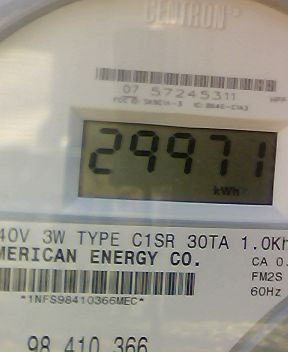 CENTRON
07 57245311
29971
kWh
40V 3W TYPE C1SR 30TA 1.0Kh
MERICAN ENERGY CO.
CA 0.
FM2S
60Hz
*1NFS98410366MEC*
98 410 366